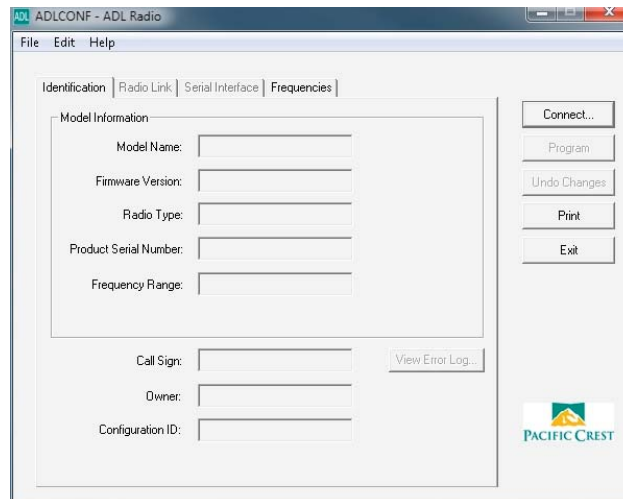 ADL ADLCONF - ADL Radio
File Edit Help
Identification Radio Link Serial Interface Frequencies
Model Information
Model Name:
Firmware Version:
Radio Type:
Product Serial Number:
Frequency Range:
Call Sign:
View Error Log...
Owner:
Configuration ID:
Connect...
Program
Undo Changes
Print
Exit
PACIFIC CREST